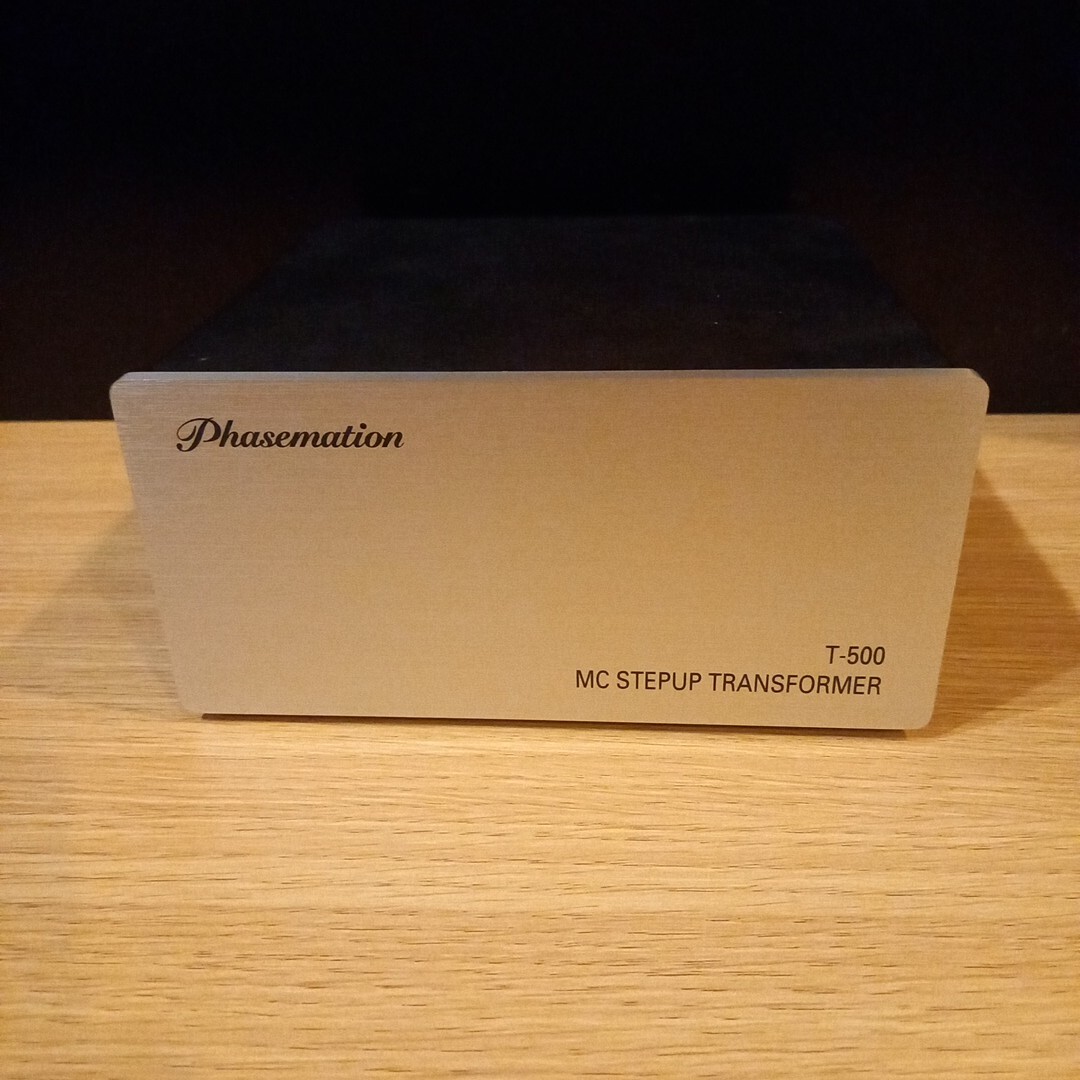 Phasemation
T-500
MC STEPUP TRANSFORMER